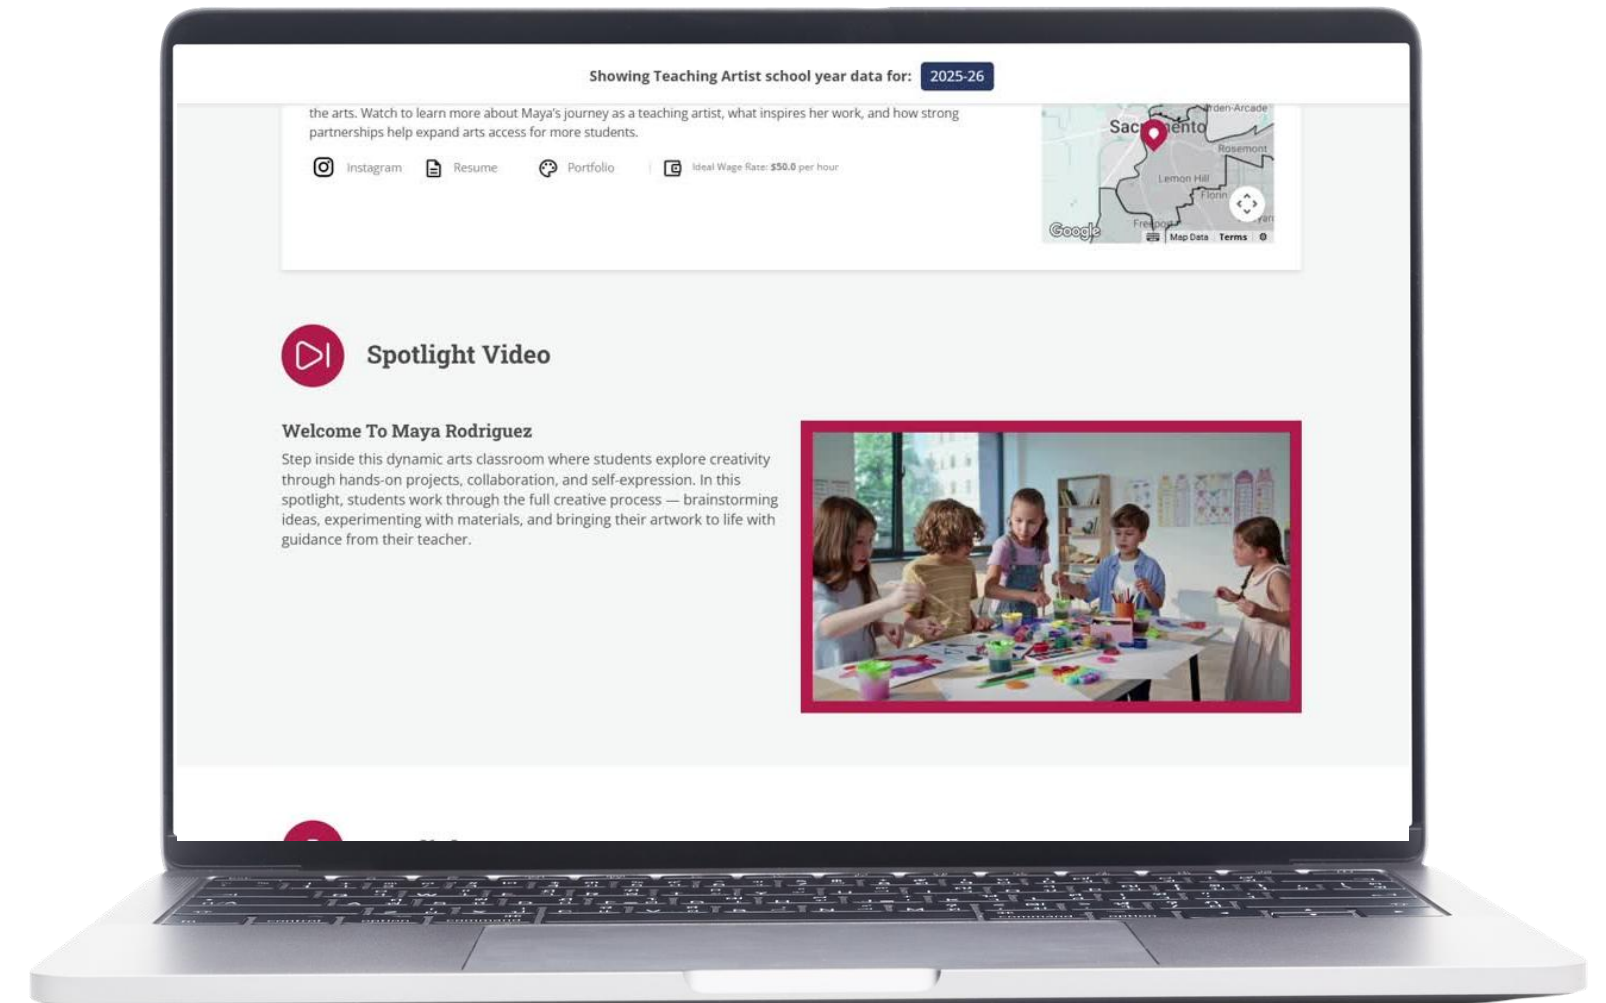 Showing Teaching Artist school year data for: 2025-26
the arts. Watch to learn more about Maya's journey as a teaching artist, what inspires her work, and how strong
partnerships help expand arts access for more students.
Instagram Resume Portfolio Ideal Wage Rate: $50.0 per hour
Sacramento
Rosemont
Lemon Hill
Florin
Google Map Data Terms
Spotlight Video
Welcome To Maya Rodriguez
Step inside this dynamic arts classroom where students explore creativity
through hands-on projects, collaboration, and self-expression. In this
spotlight, students work through the full creative process — brainstorming
ideas, experimenting with materials, and bringing their artwork to life with
guidance from their teacher.
control command command option